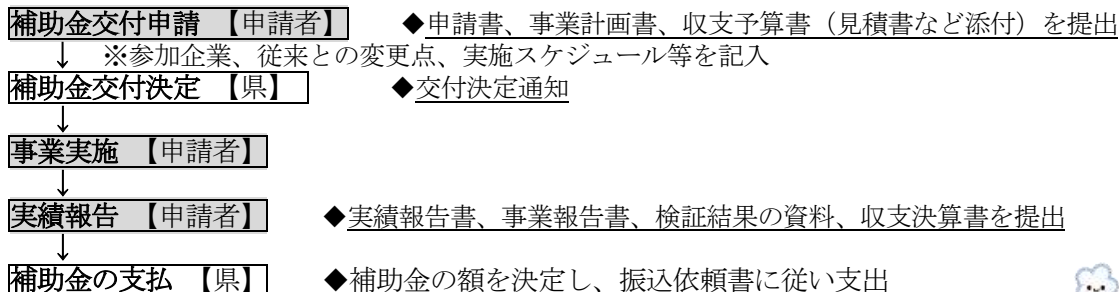 補助金交付申請 【申請者】 ◆申請書、事業計画書、収支予算書（見積書など添付）を提出
↓ ※参加企業、従来との変更点、実施スケジュール等を記入
補助金交付決定 【県】 ◆交付決定通知
↓
事業実施 【申請者】
↓
実績報告 【申請者】 ◆実績報告書、事業報告書、検証結果の資料、収支決算書を提出
↓
補助金の支払 【県】 ◆補助金の額を決定し、振込依頼書に従い支出